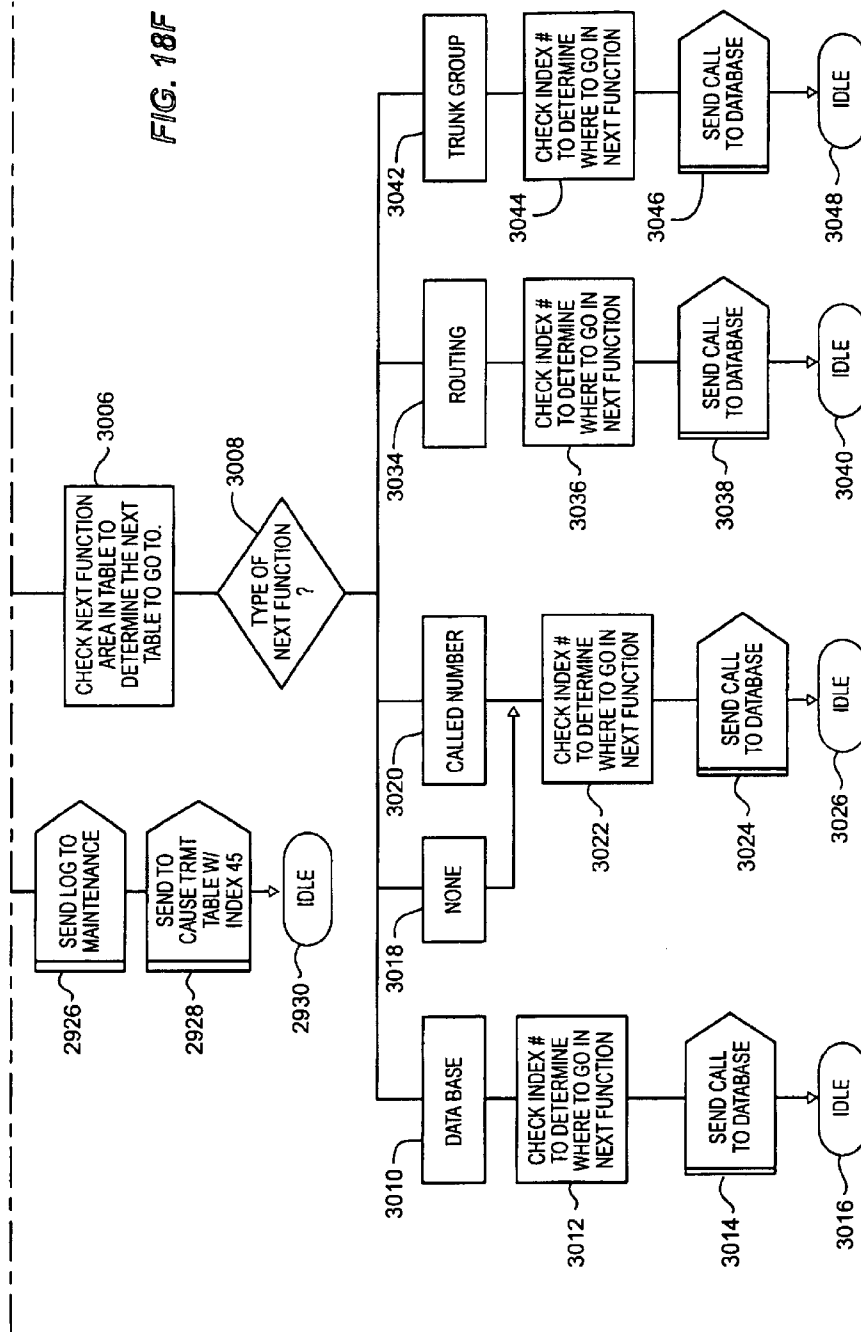 FIG. 18F
2926
SEND LOG TO
MAINTENANCE
2928
SEND TO
CAUSE TRMT
TABLE W/
INDEX 45
2930
IDLE
3006
CHECK NEXT FUNCTION
AREA IN TABLE TO
DETERMINE THE NEXT
TABLE TO GO TO.
3008
TYPE OF
NEXT FUNCTION
?
3010
DATA BASE
3012
CHECK INDEX #
TO DETERMINE
WHERE TO GO IN
NEXT FUNCTION
3014
SEND CALL
TO DATABASE
3016
IDLE
3018
NONE
3020
CALLED NUMBER
3022
CHECK INDEX #
TO DETERMINE
WHERE TO GO IN
NEXT FUNCTION
3024
SEND CALL
TO DATABASE
3026
IDLE
3034
ROUTING
3036
CHECK INDEX #
TO DETERMINE
WHERE TO GO IN
NEXT FUNCTION
3038
SEND CALL
TO DATABASE
3040
IDLE
3042
TRUNK GROUP
3044
CHECK INDEX #
TO DETERMINE
WHERE TO GO IN
NEXT FUNCTION
3046
SEND CALL
TO DATABASE
3048
IDLE